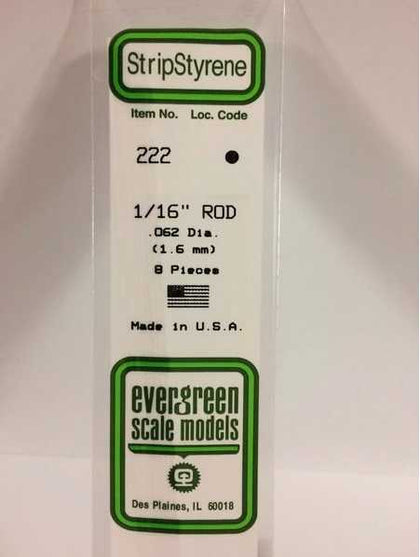 StripStyrene
Item No. Loc. Code
222
1/16" ROD
.062 Dia.
(1.6 mm)
8 Pieces
Made in U.S.A.
evergreen
scale models
Des Plaines, IL 60018